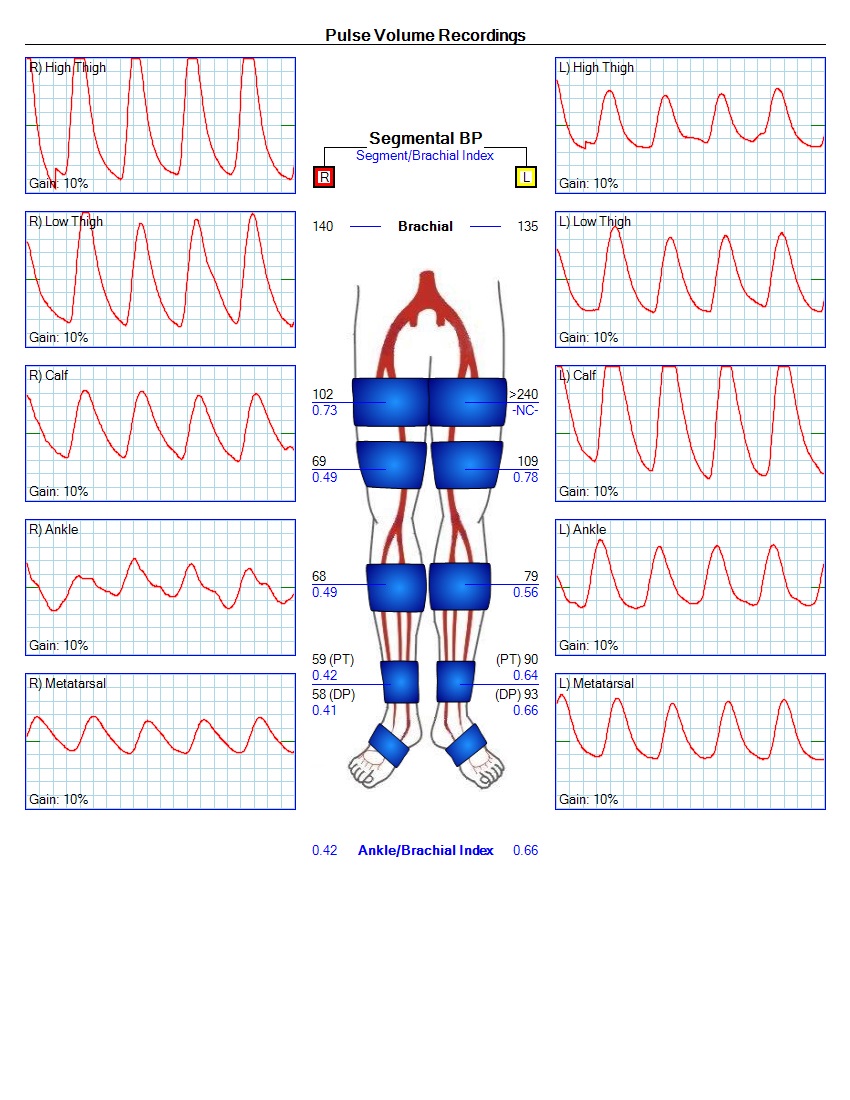 Pulse Volume Recordings
R) High Thigh
Gain: 10%
L) High Thigh
Gain: 10%
Segmental BP
Segment/Brachial Index
R
L
R) Low Thigh
Gain: 10%
140 Brachial 135
L) Low Thigh
Gain: 10%
R) Calf
Gain: 10%
102
0.73
>240
-NC-
L) Calf
Gain: 10%
69
0.49
109
0.78
R) Ankle
Gain: 10%
68
0.49
79
0.56
L) Ankle
Gain: 10%
R) Metatarsal
Gain: 10%
59 (PT)
0.42
58 (DP)
0.41
(PT) 90
0.64
(DP) 93
0.66
L) Metatarsal
Gain: 10%
0.42 Ankle/Brachial Index 0.66